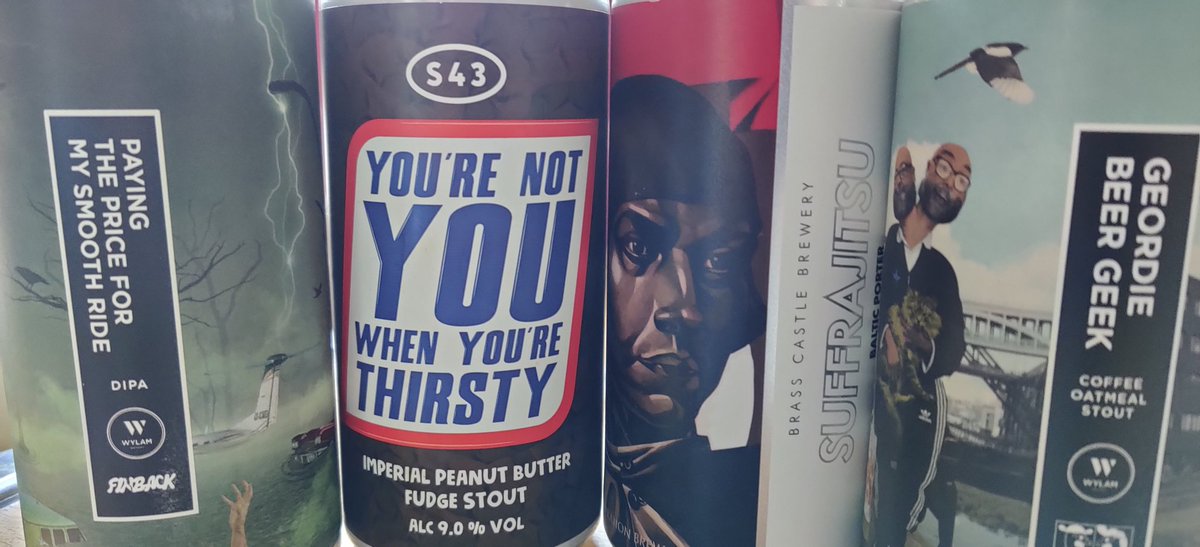 PAYING
THE PRICE FOR
MY SMOOTH RIDE
DIPA
W
WYLAM
FINBACK
S43
YOU'RE NOT
YOU
WHEN YOU'RE
THIRSTY
IMPERIAL PEANUT BUTTER
FUDGE STOUT
ALC 9.0 % VOL
BRASS CASTLE BREWERY
SUFFRAJITSU
BALTIC PORTER
GEORDIE
BEER GEEK
COFFEE
OATMEAL
STOUT
W
WYLAM